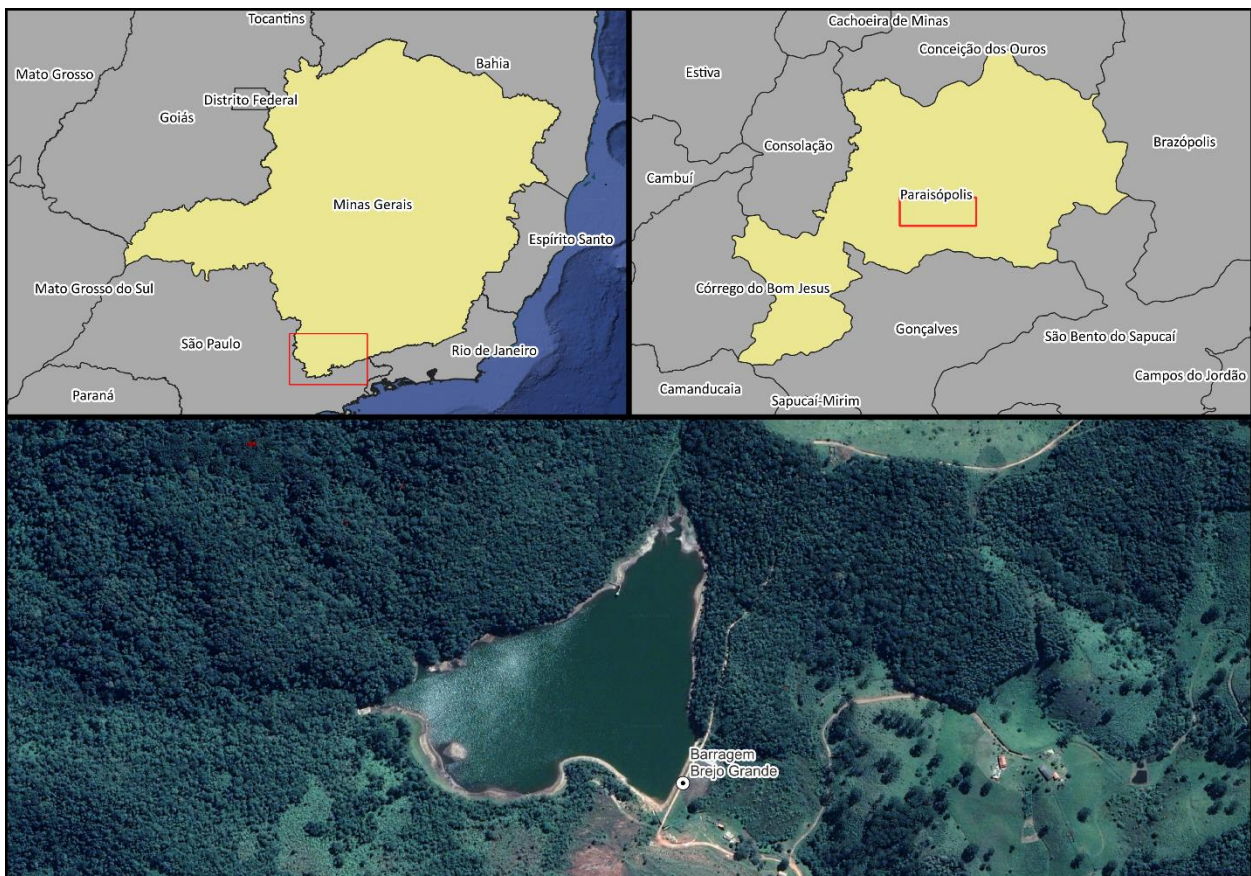 Tocantins
Mato Grosso
Bahia
Distrito Federal
Goiás
Minas Gerais
Espírito Santo
Mato Grosso do Sul
São Paulo
Rio de Janeiro
Paraná
Cachoeira de Minas
Conceição dos Ouros
Estiva
Consolação
Brazópolis
Cambuí
Paraisópolis
Córrego do Bom Jesus
Gonçalves
São Bento do Sapucaí
Campos do Jordão
Camanducaia
Sapucaí-Mirim
Barragem
Brejo Grande